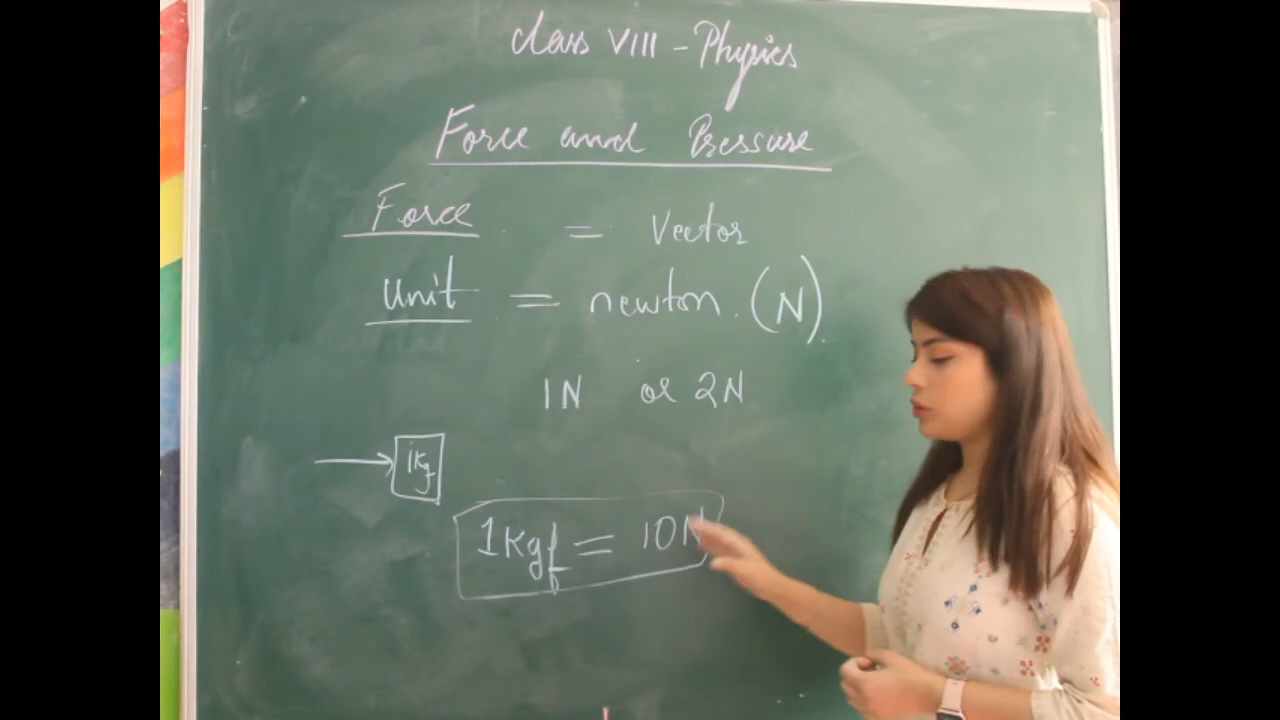 Class VIII - Physics
Force and Pressure
Force = Vector
Unit = newton. (N).
1N or 2N
1Kg
1Kgf = 10N